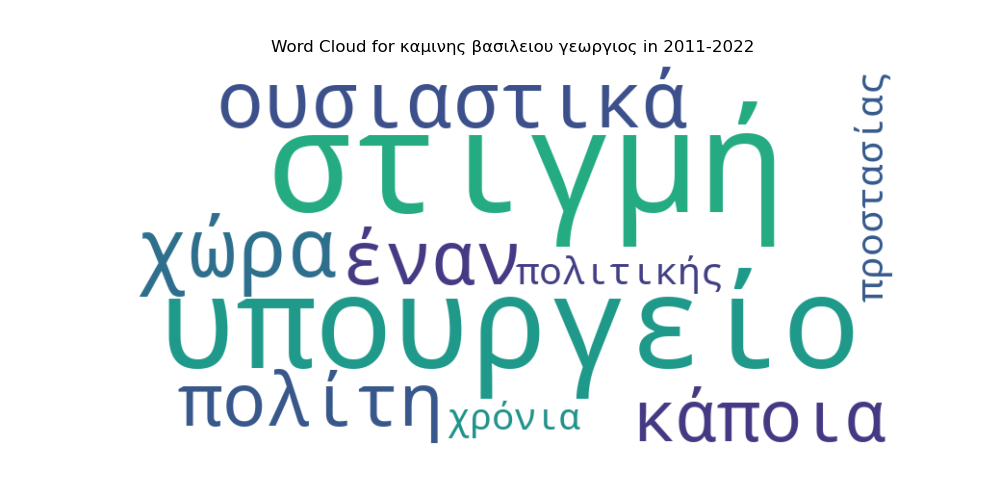 Word Cloud for καμινης βασιλειου γεωργιος in 2011-2022
ουσιαστικά
στιγμή
προστασίας
χώρα
έναν
πολιτικής
υπουργείο
πολίτη
χρόνια
κάποια